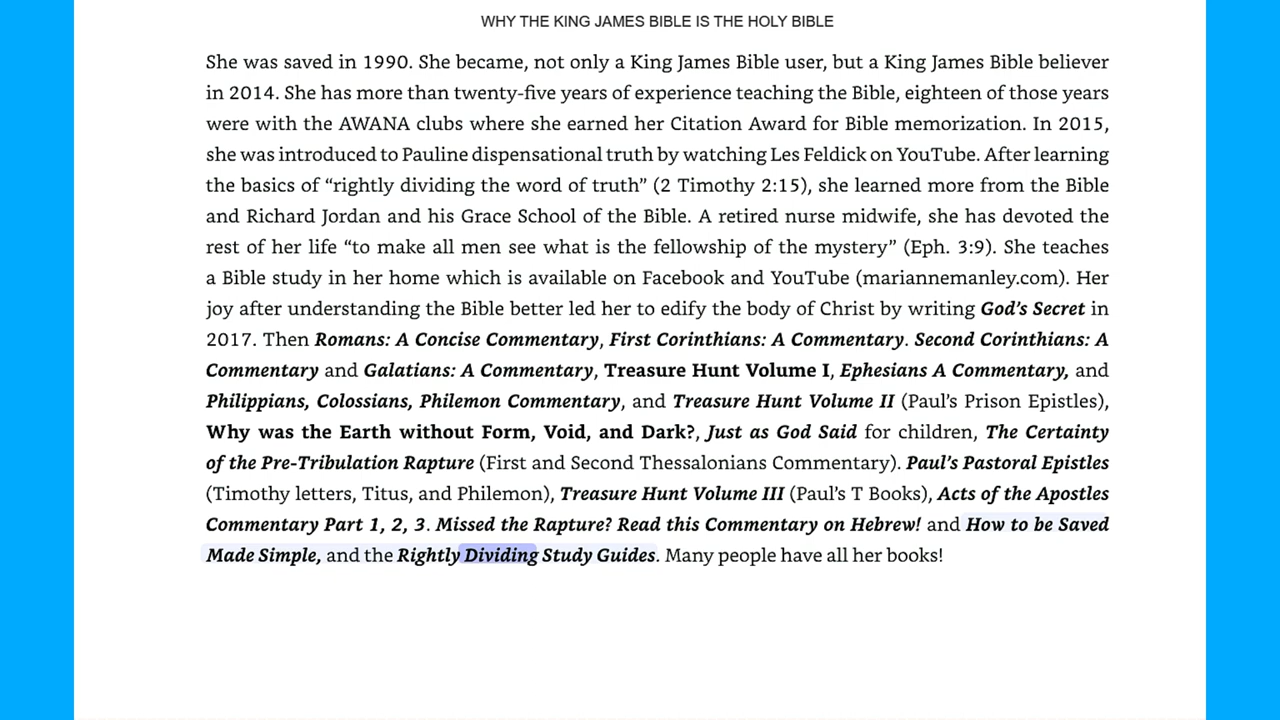 WHY THE KING JAMES BIBLE IS THE HOLY BIBLE
She was saved in 1990. She became, not only a King James Bible user, but a King James Bible believer
in 2014. She has more than twenty-five years of experience teaching the Bible, eighteen of those years
were with the AWANA clubs where she earned her Citation Award for Bible memorization. In 2015,
she was introduced to Pauline dispensational truth by watching Les Feldick on YouTube. After learning
the basics of “rightly dividing the word of truth” (2 Timothy 2:15), she learned more from the Bible
and Richard Jordan and his Grace School of the Bible. A retired nurse midwife, she has devoted the
rest of her life “to make all men see what is the fellowship of the mystery” (Eph. 3:9). She teaches
a Bible study in her home which is available on Facebook and YouTube (mariannemanley.com). Her
joy after understanding the Bible better led her to edify the body of Christ by writing God’s Secret in
2017. Then Romans: A Concise Commentary, First Corinthians: A Commentary. Second Corinthians: A
Commentary and Galatians: A Commentary, Treasure Hunt Volume I, Ephesians A Commentary, and
Philippians, Colossians, Philemon Commentary, and Treasure Hunt Volume II (Paul’s Prison Epistles),
Why was the Earth without Form, Void, and Dark?, Just as God Said for children, The Certainty
of the Pre-Tribulation Rapture (First and Second Thessalonians Commentary). Paul’s Pastoral Epistles
(Timothy letters, Titus, and Philemon), Treasure Hunt Volume III (Paul’s T Books), Acts of the Apostles
Commentary Part 1, 2, 3. Missed the Rapture? Read this Commentary on Hebrew! and How to be Saved
Made Simple, and the Rightly Dividing Study Guides. Many people have all her books!